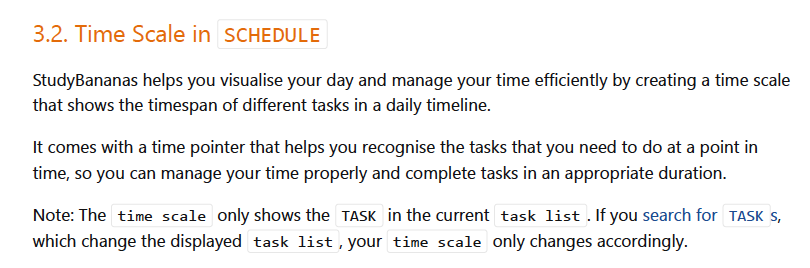 3.2. Time Scale in SCHEDULE
StudyBananas helps you visualise your day and manage your time efficiently by creating a time scale
that shows the timespan of different tasks in a daily timeline.
It comes with a time pointer that helps you recognise the tasks that you need to do at a point in
time, so you can manage your time properly and complete tasks in an appropriate duration.
Note: The time scale only shows the TASK in the current task list . If you search for TASK s,
which change the displayed task list , your time scale only changes accordingly.